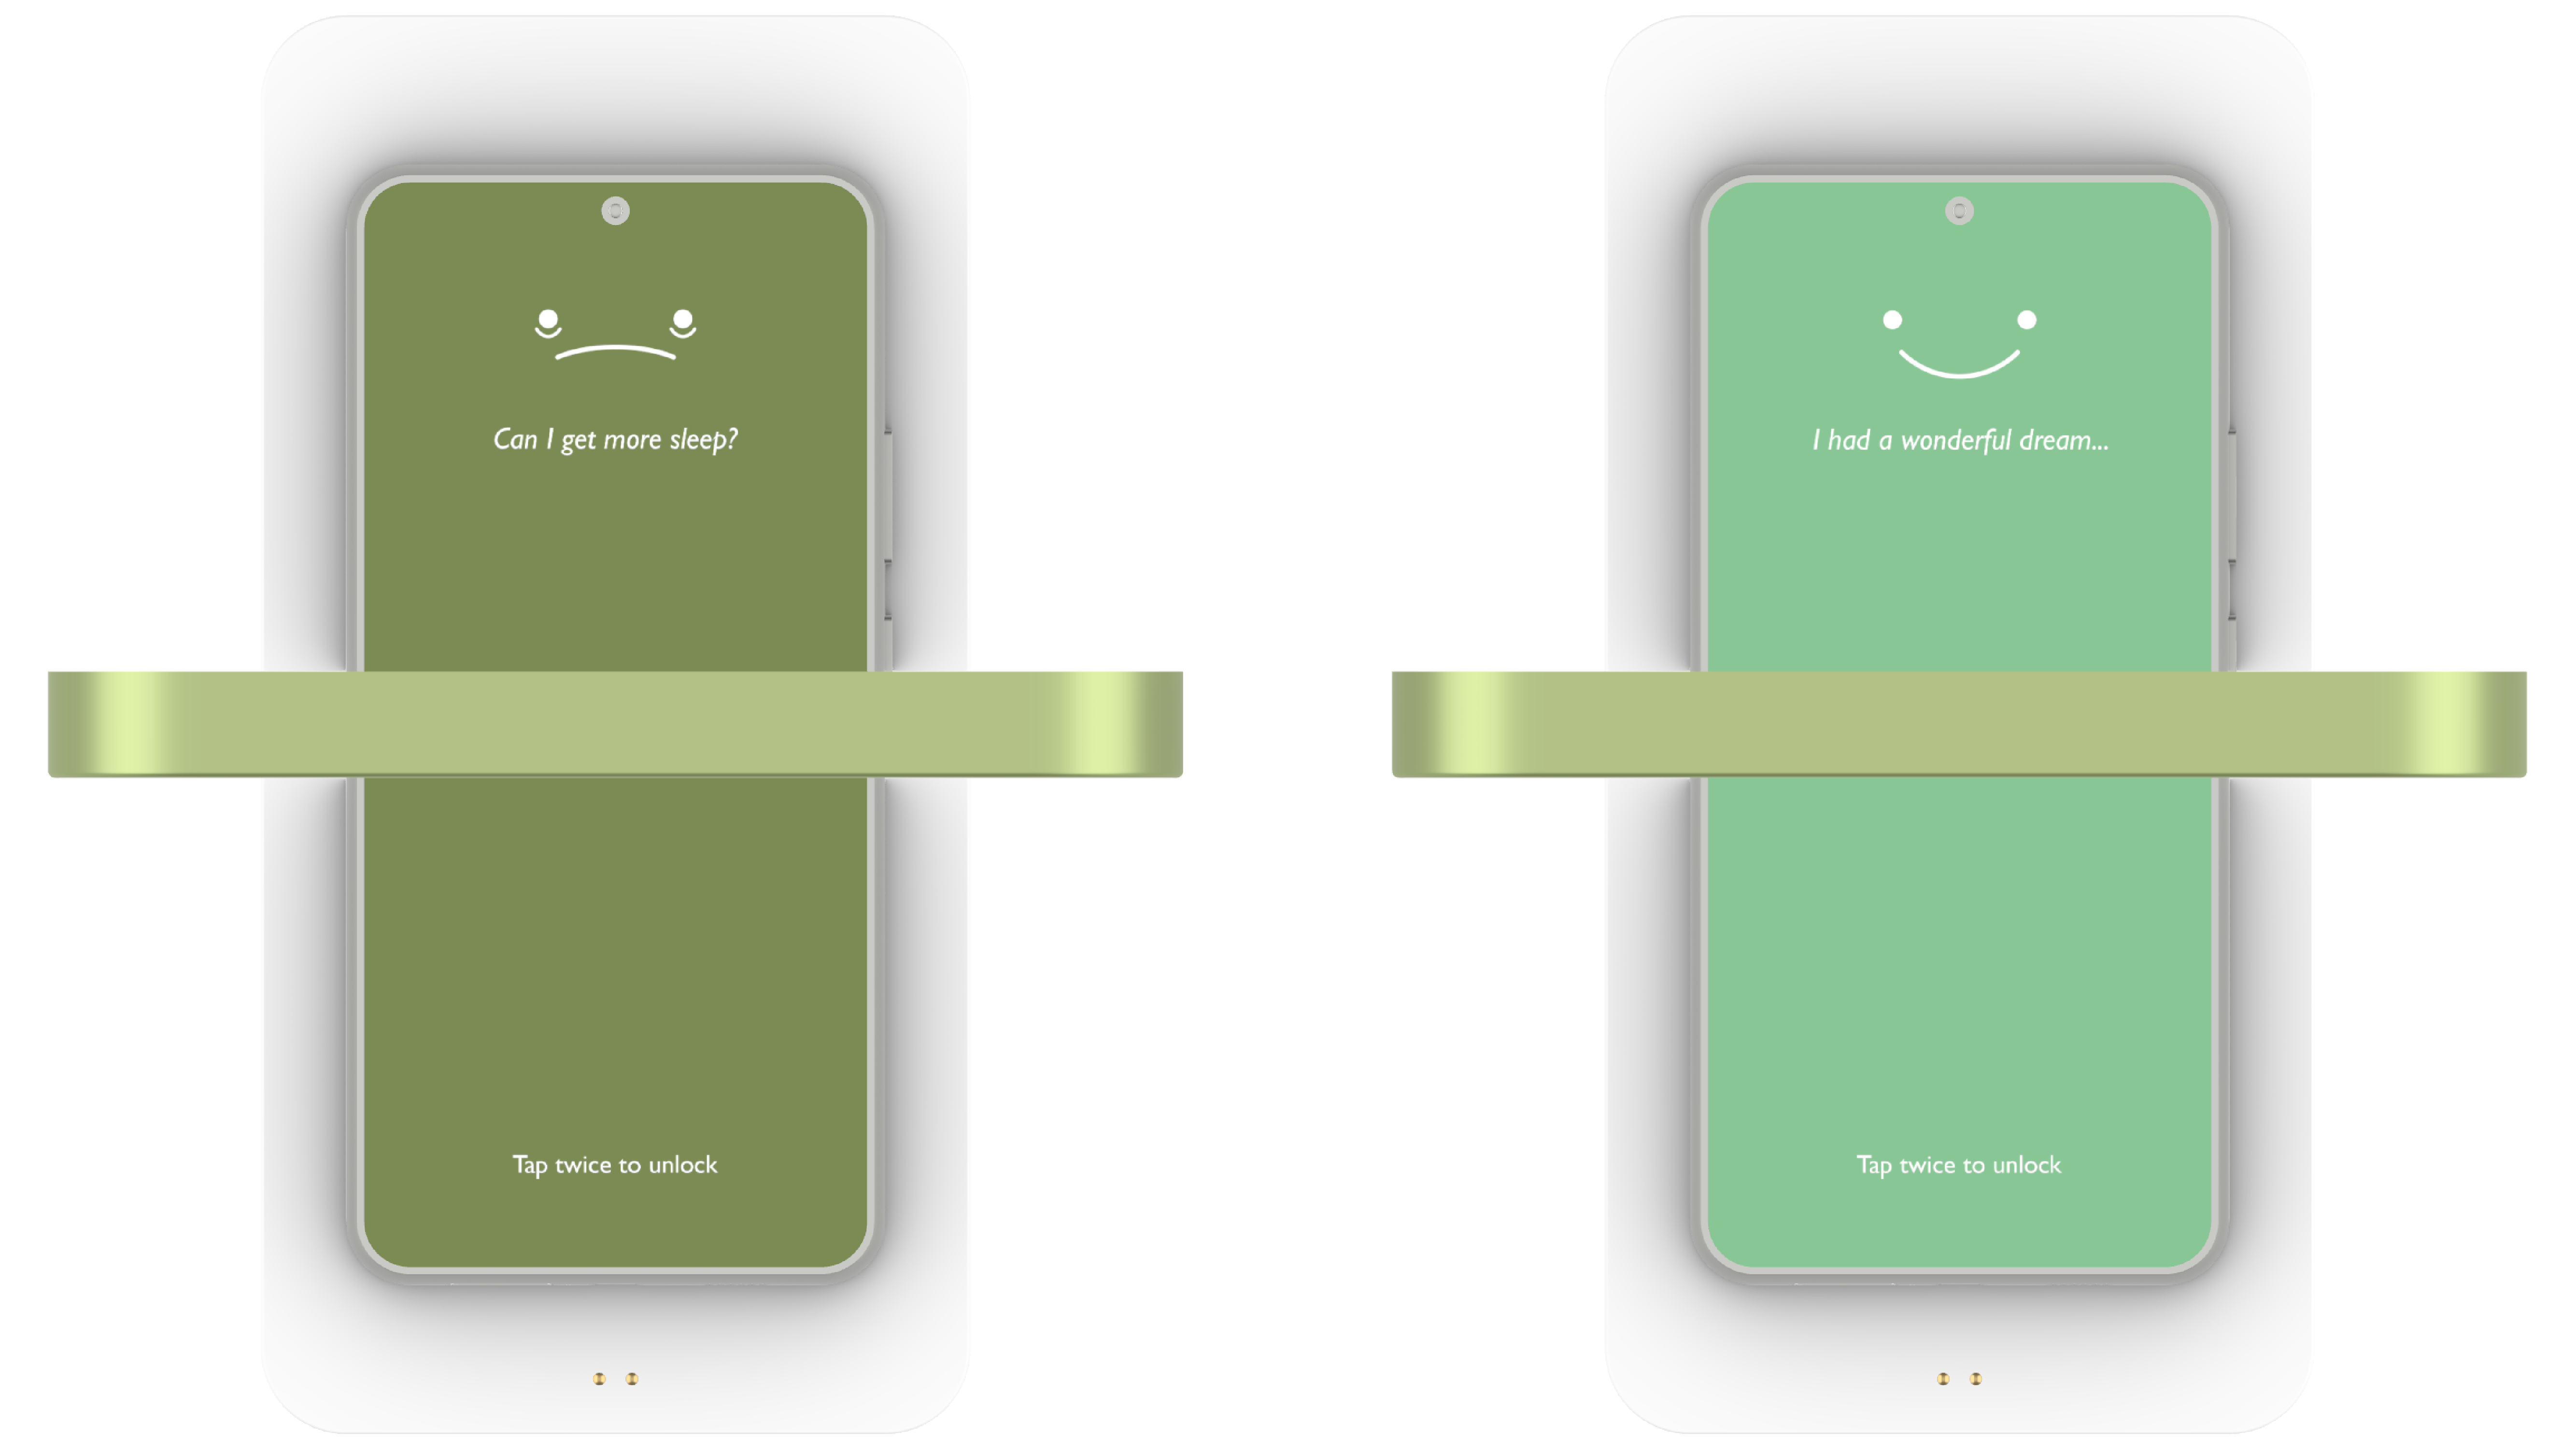 Can I get more sleep?
I had a wonderful dream...
Tap twice to unlock
Tap twice to unlock